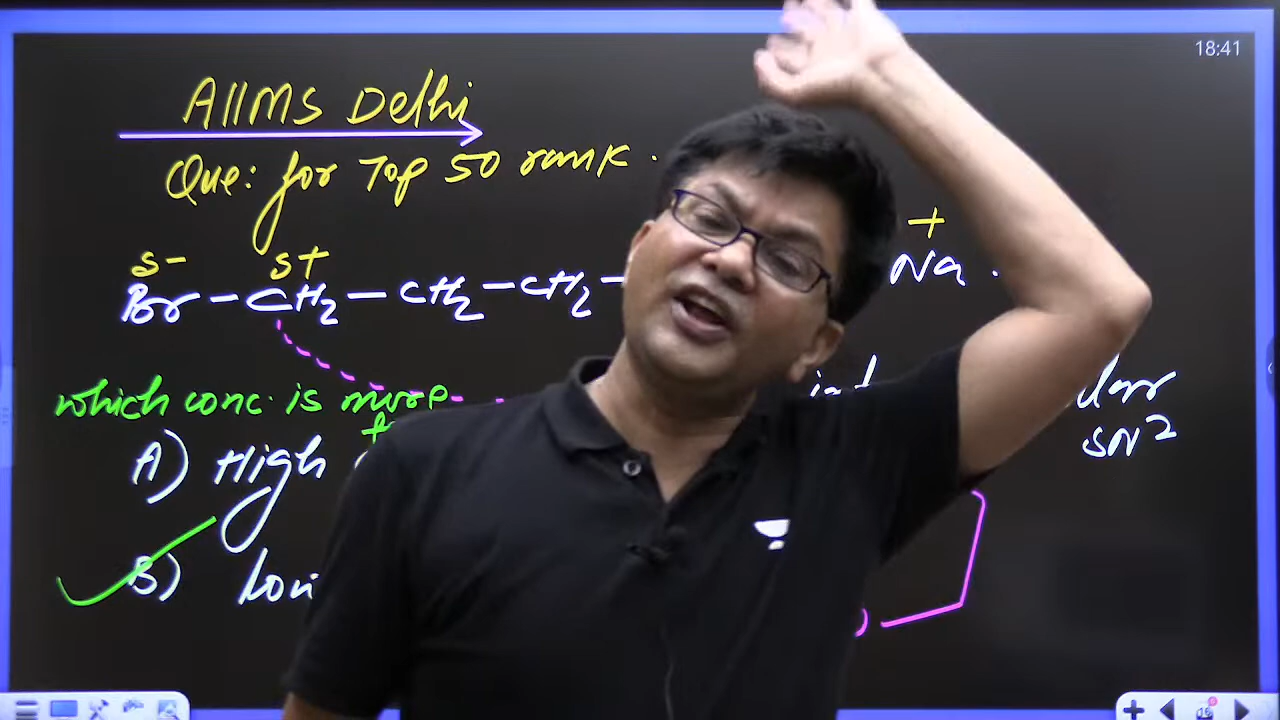 18:41
AIIMS Delhi
Que: for Top 50 rank.
δ- δ+ +
Br - CH2 - CH2 - CH2 - Na.
which conc. is more
A) High
SN2
B)